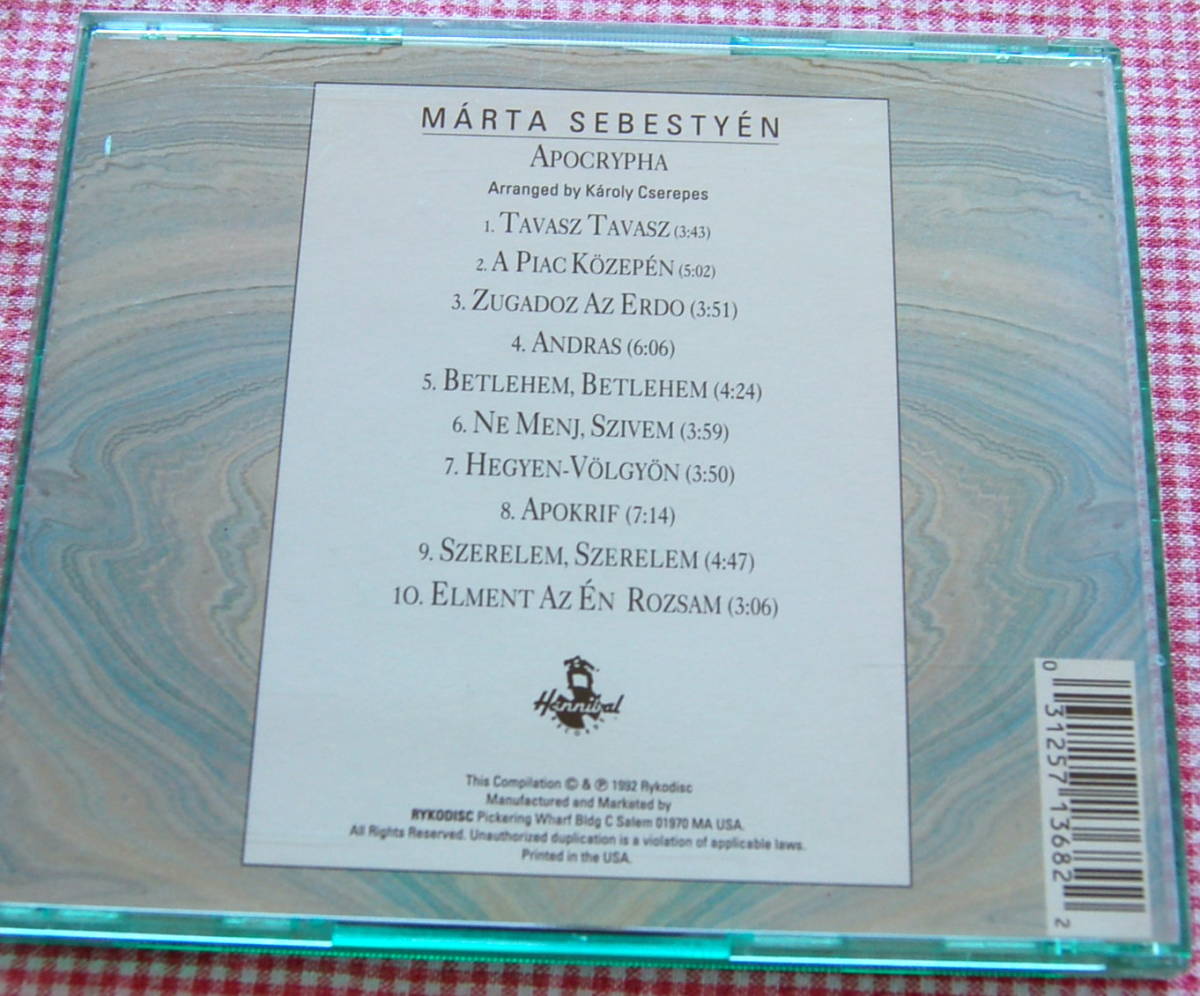 MÁRTA SEBESTYÉN
APOCRYPHA
Arranged by Károly Cserepes
1. TAVASZ TAVASZ (3:43)
2. A PIAC KÖZEPÉN (5:02)
3. ZUGADOZ AZ ERDO (3:51)
4. ANDRAS (6:06)
5. BETLEHEM, BETLEHEM (4:24)
6. NE MENJ, SZIVEM (3:59)
7. HEGYEN-VÖLGYÖN (3:50)
8. APOKRIF (7:14)
9. SZERELEM, SZERELEM (4:47)
10. ELMENT AZ ÉN ROZSAM (3:06)
Hannibal
RECORDS
This Compilation © & ℗ 1992 Rykodisc
Manufactured and Marketed by
RYKODISC Pickering Wharf Bldg C Salem 01970 MA USA.
All Rights Reserved. Unauthorized duplication is a violation of applicable laws.
Printed in the USA.
0 31257 13682 2